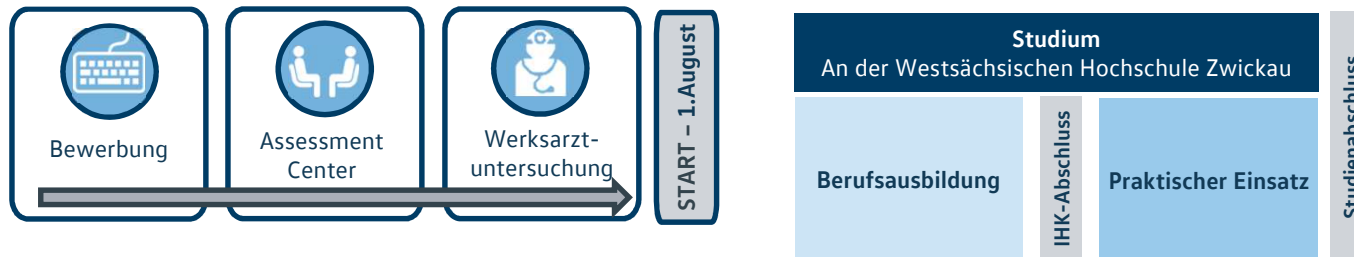 Bewerbung
Assessment
Center
Werksarzt-
untersuchung
START – 1.August
Studium
An der Westsächsischen Hochschule Zwickau
Berufsausbildung
IHK-Abschluss
Praktischer Einsatz
Studienabschluss